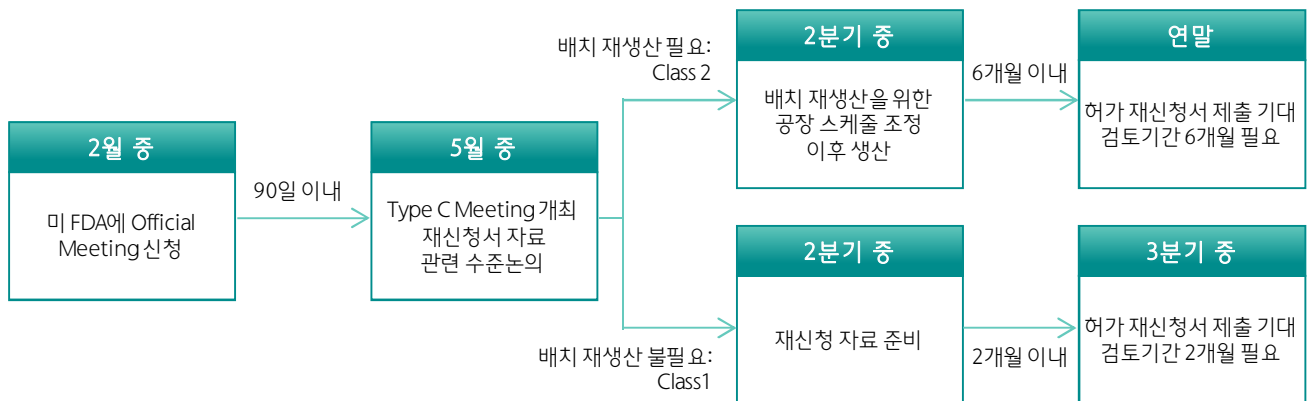 2월 중
미 FDA에 Official
Meeting 신청
90일 이내
5월 중
Type C Meeting 개최
재신청서 자료
관련 수준논의
배치 재생산 필요:
Class 2
2분기 중
배치 재생산을 위한
공장 스케줄 조정
이후 생산
6개월 이내
연말
허가 재신청서 제출 기대
검토기간 6개월 필요
배치 재생산 불필요:
Class1
2분기 중
재신청 자료 준비
2개월 이내
3분기 중
허가 재신청서 제출 기대
검토기간 2개월 필요